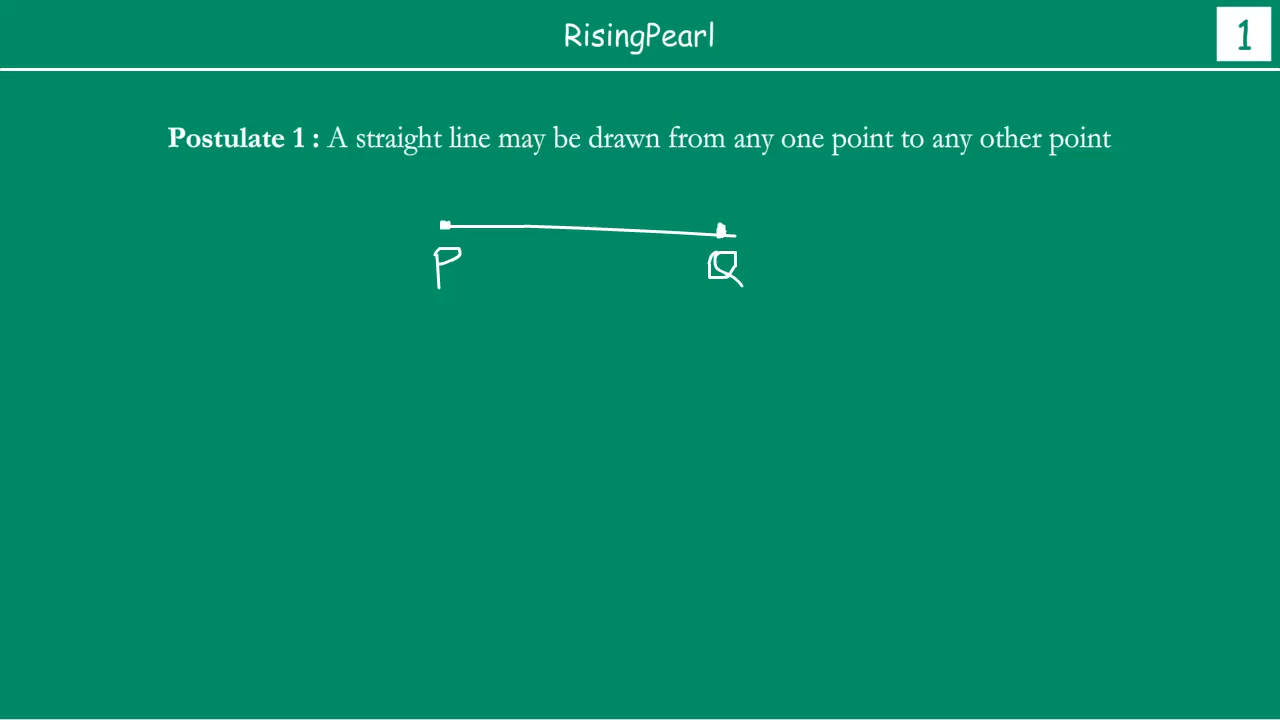 RisingPearl
1
Postulate 1 : A straight line may be drawn from any one point to any other point
P Q